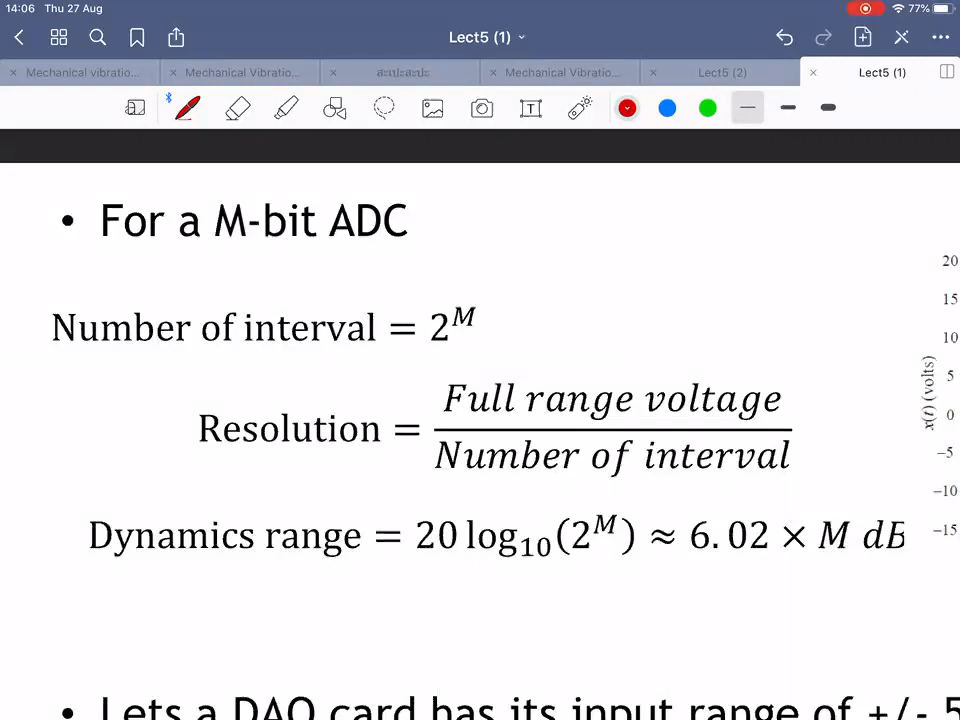 14:06 Thu 27 Aug
77%
Lect5 (1)
Mechanical vibratio...
Mechanical Vibratio...
Mechanical Vibratio...
Lect5 (2)
Lect5 (1)
• For a M-bit ADC
Number of interval = 2^M
Resolution = Full range voltage / Number of interval
Dynamics range = 20 log₁₀(2^M) ≈ 6.02 × M dB
20
15
10
5
0
−5
−10
−15
x(t) (volts)
• Lets a DAQ card has its input range of +/- 5